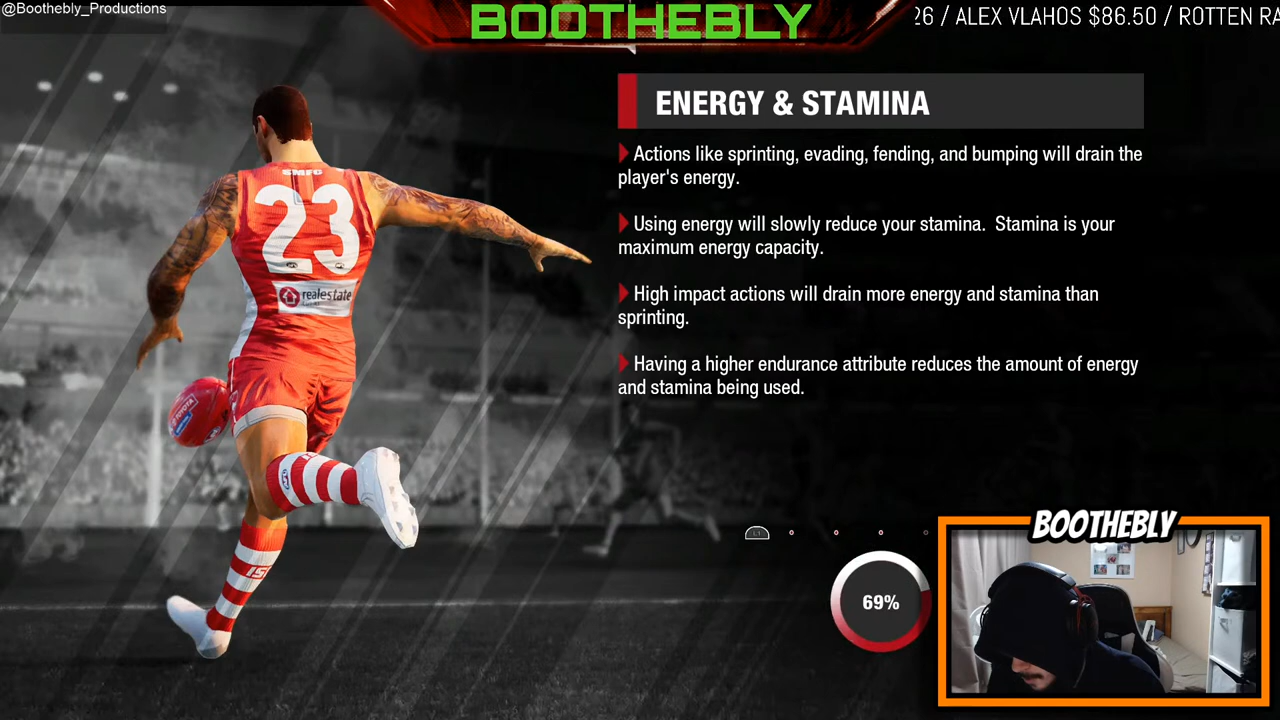 @Boothebly_Productions
BOOTHEBLY
26 / ALEX VLAHOS $86.50 / ROTTEN RA
ENERGY & STAMINA
Actions like sprinting, evading, fending, and bumping will drain the
player's energy.
Using energy will slowly reduce your stamina.  Stamina is your
maximum energy capacity.
High impact actions will drain more energy and stamina than
sprinting.
Having a higher endurance attribute reduces the amount of energy
and stamina being used.
SMFC
23
realestate
TOYOTA
ISC
L1
69%
BOOTHEBLY